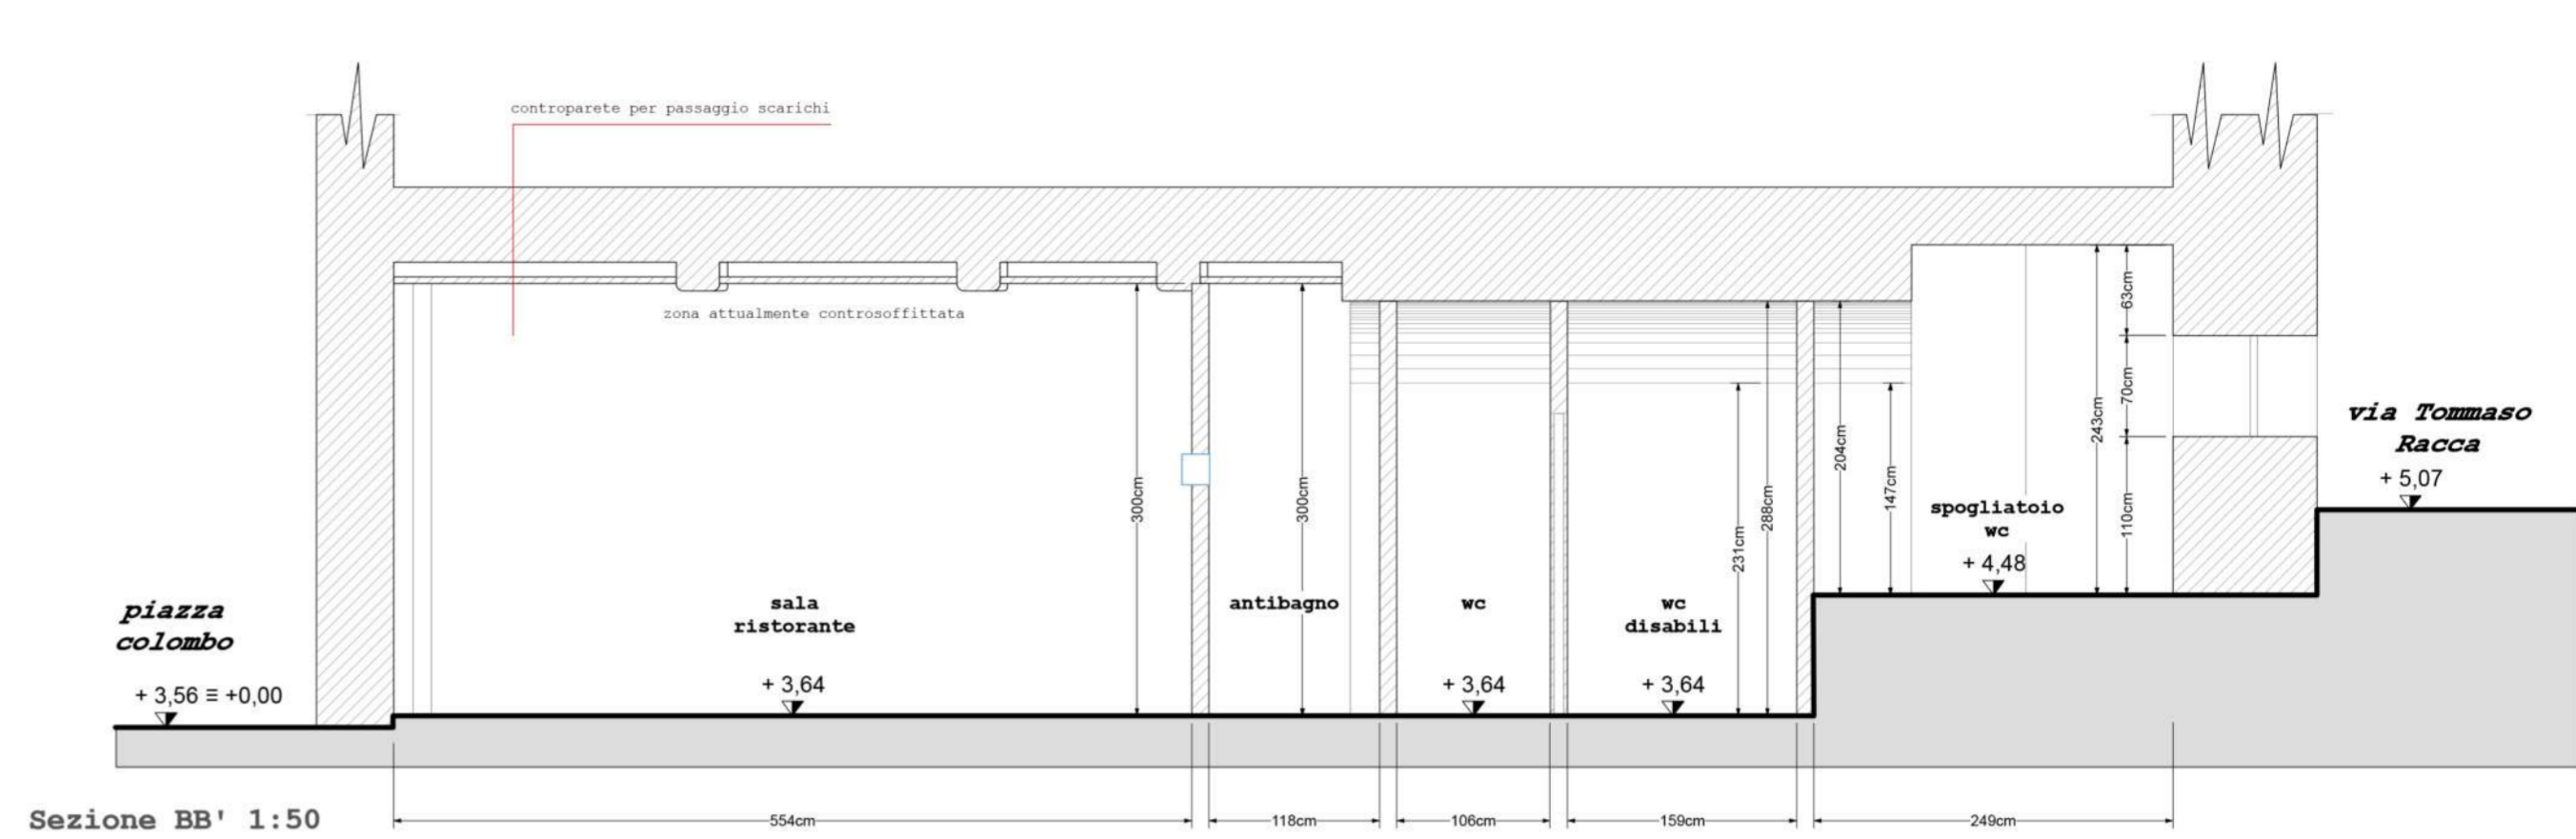 controparete per passaggio scarichi
zona attualmente controsoffittata
63cm
70cm
110cm
243cm
204cm
147cm
288cm
231cm
300cm
300cm
via Tommaso
Racca
+ 5,07
spogliatoio
wc
+ 4,48
piazza
colombo
+ 3,56 ≡ +0,00
sala
ristorante
+ 3,64
antibagno
wc
+ 3,64
wc
disabili
+ 3,64
Sezione BB' 1:50
554cm
118cm
106cm
159cm
249cm